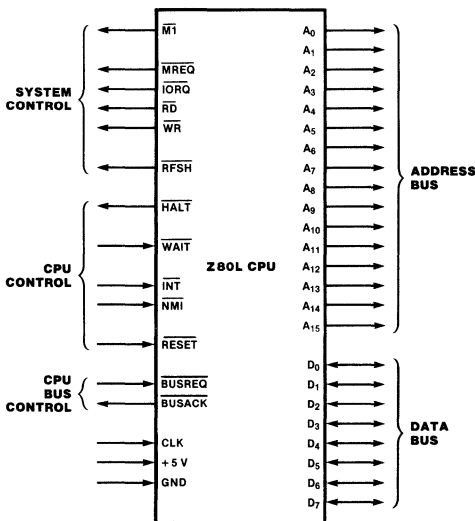 SYSTEM
CONTROL
M1
MREQ
IORQ
RD
WR
RFSH
CPU
CONTROL
HALT
WAIT
INT
NMI
RESET
CPU
BUS
CONTROL
BUSREQ
BUSACK
CLK
+5 V
GND
Z80L CPU
A0
A1
A2
A3
A4
A5
A6
A7
A8
A9
A10
A11
A12
A13
A14
A15
ADDRESS
BUS
D0
D1
D2
D3
D4
D5
D6
D7
DATA
BUS